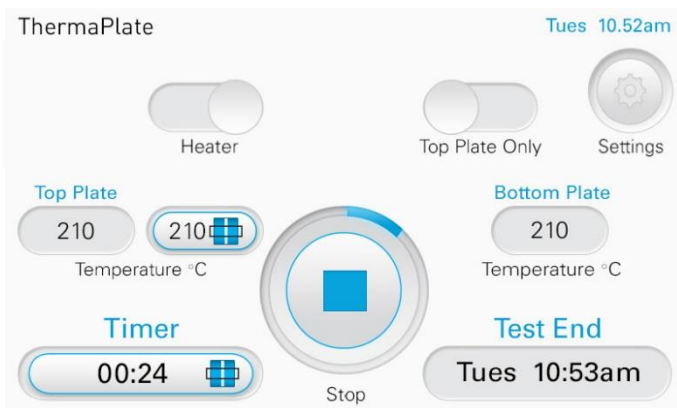 ThermaPlate
Tues 10.52am
Heater
Top Plate Only
Settings
Top Plate
210
210
Temperature °C
Bottom Plate
210
Temperature °C
Timer
00:24
Stop
Test End
Tues 10:53am